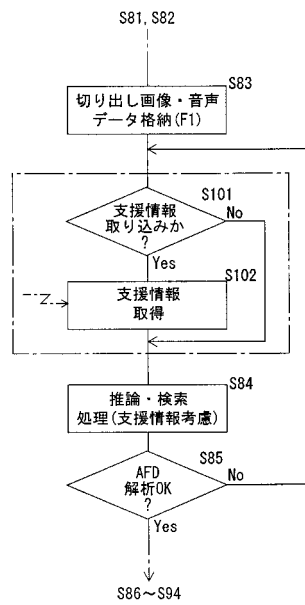 S81, S82
S83
切り出し画像・音声
データ格納(F1)
S101
支援情報
取り込みか
?
No
Yes
S102
支援情報
取得
S84
推論・検索
処理(支援情報考慮)
S85
AFD
解析OK
?
No
Yes
S86～S94